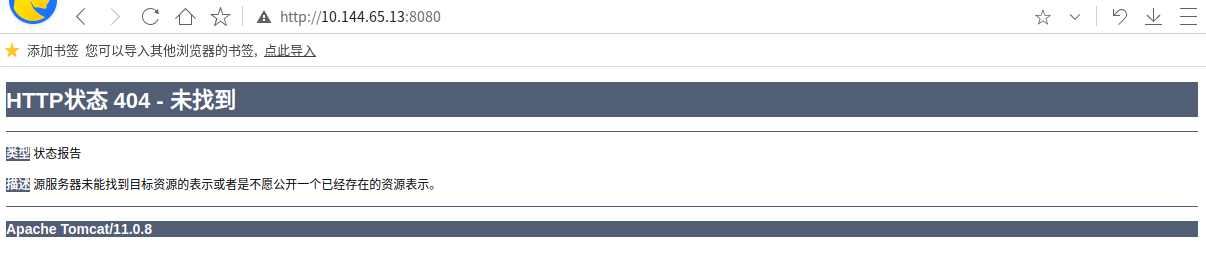 http://10.144.65.13:8080
添加书签 您可以导入其他浏览器的书签, 点此导入
HTTP状态 404 - 未找到
类型 状态报告
描述 源服务器未能找到目标资源的表示或者是不愿公开一个已经存在的资源表示。
Apache Tomcat/11.0.8